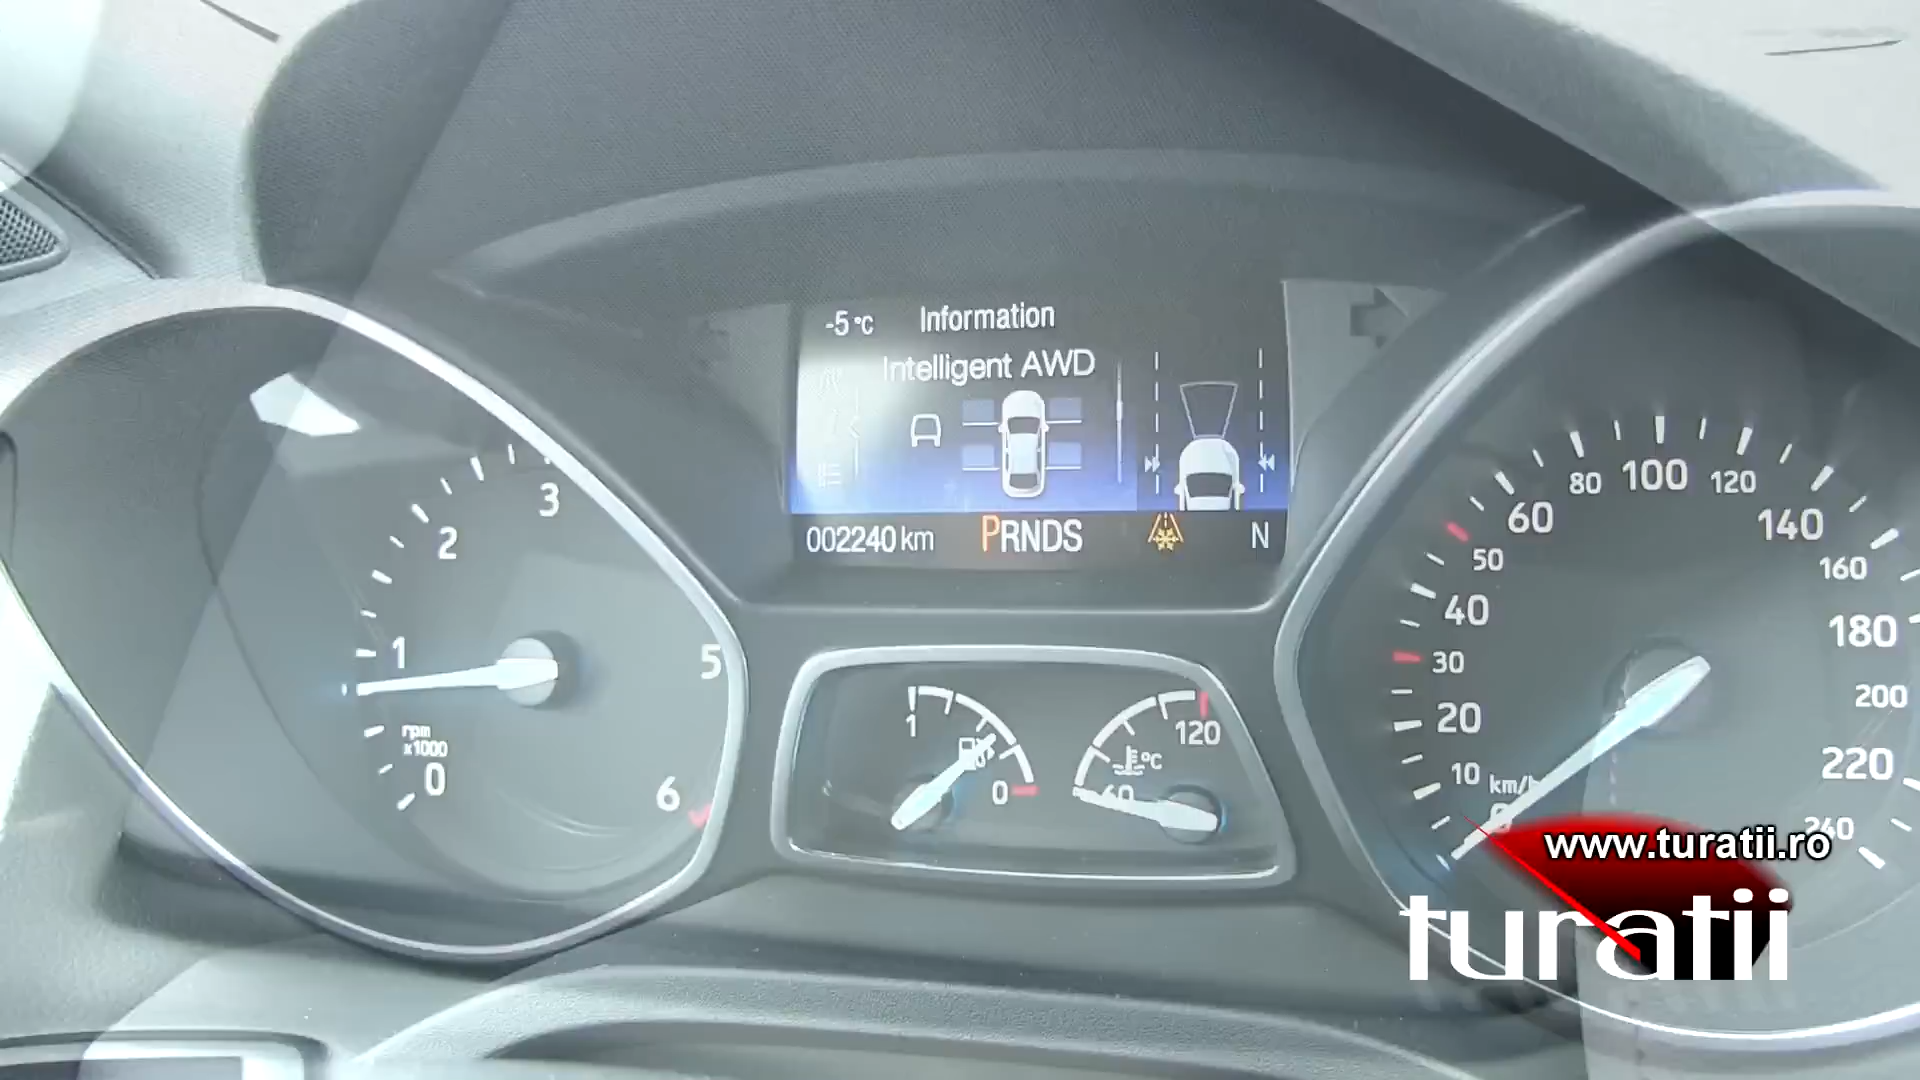 -5 °C Information
Intelligent AWD
002240 km PRNDS N
1
2
3
5
6
rpm
x1000
0
1
0
60
120
°C
10
20
30
40
50
60
80
100
120
140
160
180
200
220
240
km/h
0
www.turatii.ro
turatii